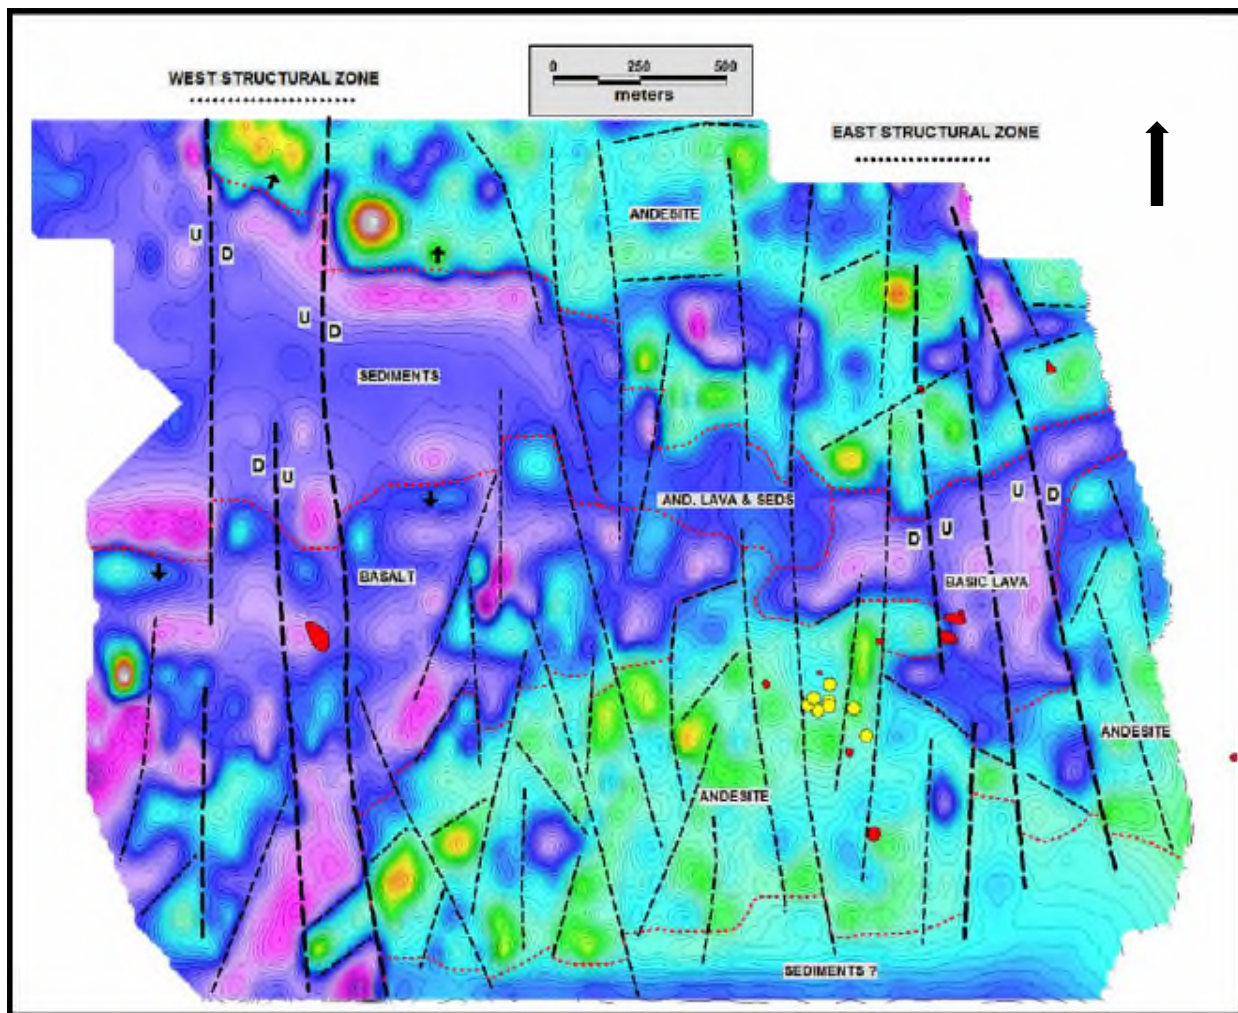 0 250 500
meters
WEST STRUCTURAL ZONE
EAST STRUCTURAL ZONE
ANDESITE
U
D
U
D
SEDIMENTS
D
U
AND. LAVA & SEDS
U
D
D
U
BASALT
BASIC LAVA
ANDESITE
ANDESITE
SEDIMENTS ?